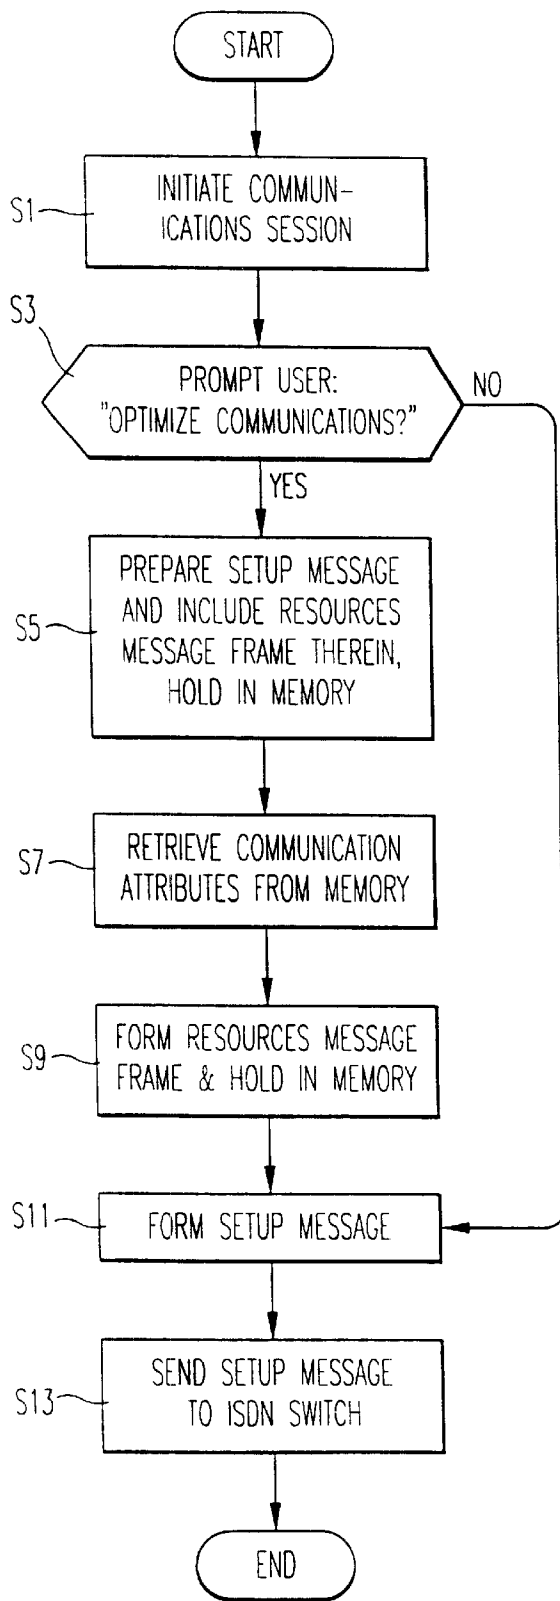 START
S1
INITIATE COMMUN-
ICATIONS SESSION
S3
PROMPT USER:
"OPTIMIZE COMMUNICATIONS?"
NO
YES
S5
PREPARE SETUP MESSAGE
AND INCLUDE RESOURCES
MESSAGE FRAME THEREIN,
HOLD IN MEMORY
S7
RETRIEVE COMMUNICATION
ATTRIBUTES FROM MEMORY
S9
FORM RESOURCES MESSAGE
FRAME & HOLD IN MEMORY
S11
FORM SETUP MESSAGE
S13
SEND SETUP MESSAGE
TO ISDN SWITCH
END